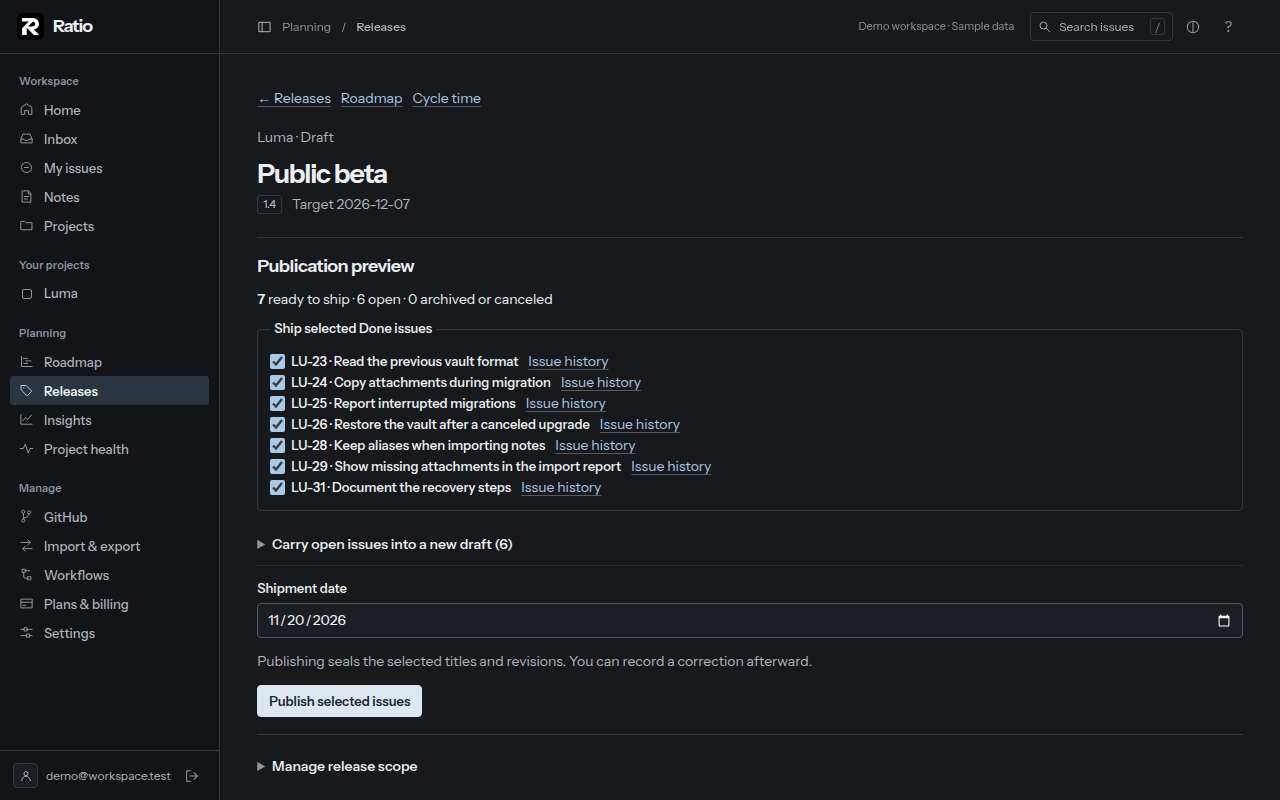 Ratio
Planning / Releases
Demo workspace · Sample data
Search issues /
?
Workspace
Home
Inbox
My issues
Notes
Projects
Your projects
Luma
Planning
Roadmap
Releases
Insights
Project health
Manage
GitHub
Import & export
Workflows
Plans & billing
Settings
demo@workspace.test
← Releases Roadmap Cycle time
Luma · Draft
Public beta
1.4 Target 2026-12-07
Publication preview
7 ready to ship · 6 open · 0 archived or canceled
Ship selected Done issues
LU-23 · Read the previous vault format Issue history
LU-24 · Copy attachments during migration Issue history
LU-25 · Report interrupted migrations Issue history
LU-26 · Restore the vault after a canceled upgrade Issue history
LU-28 · Keep aliases when importing notes Issue history
LU-29 · Show missing attachments in the import report Issue history
LU-31 · Document the recovery steps Issue history
Carry open issues into a new draft (6)
Shipment date
11/20/2026
Publishing seals the selected titles and revisions. You can record a correction afterward.
Publish selected issues
Manage release scope